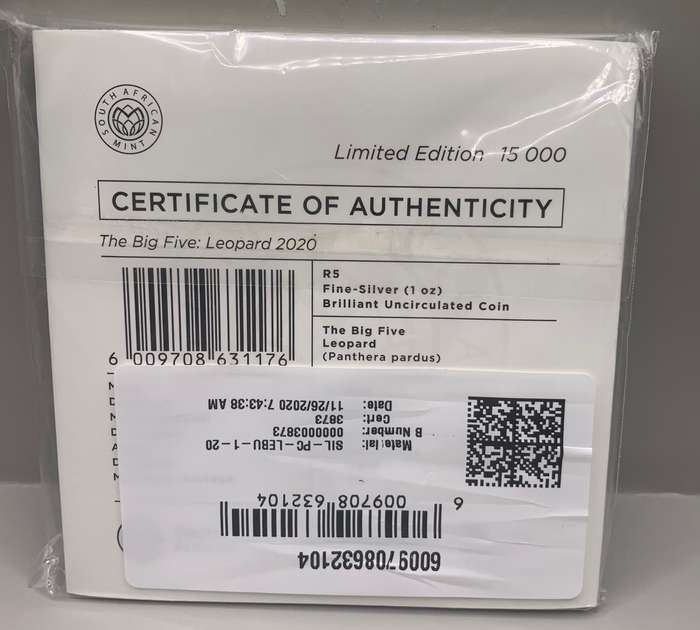 SOUTH AFRICAN MINT
Limited Edition 15 000
CERTIFICATE OF AUTHENTICITY
The Big Five: Leopard 2020
R5
Fine-Silver (1 oz)
Brilliant Uncirculated Coin
The Big Five
Leopard
(Panthera pardus)
6 009708 631176
6009708632104
6 009708 632104
Mate:ial: SIL-PC-LEBU-1-20
B Number: 0000003873
Cert: 3873
Date: 11/26/2020 7:43:38 AM